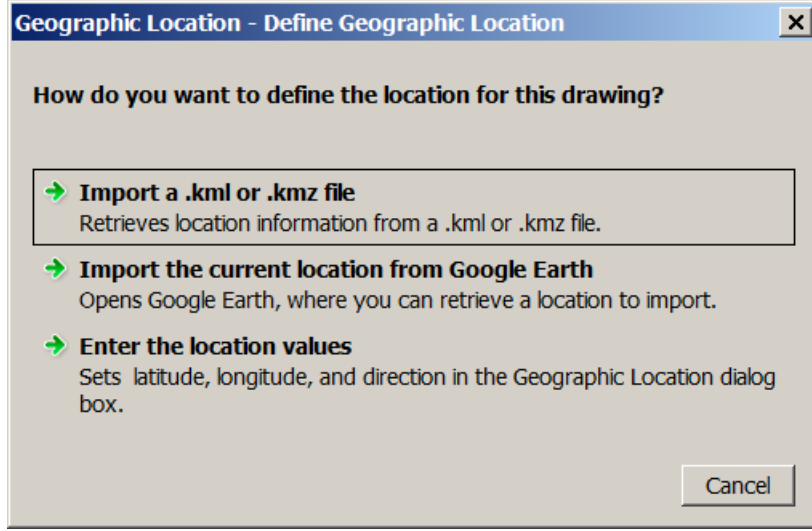 Geographic Location - Define Geographic Location
How do you want to define the location for this drawing?
Import a .kml or .kmz file
Retrieves location information from a .kml or .kmz file.
Import the current location from Google Earth
Opens Google Earth, where you can retrieve a location to import.
Enter the location values
Sets  latitude, longitude, and direction in the Geographic Location dialog
box.
Cancel